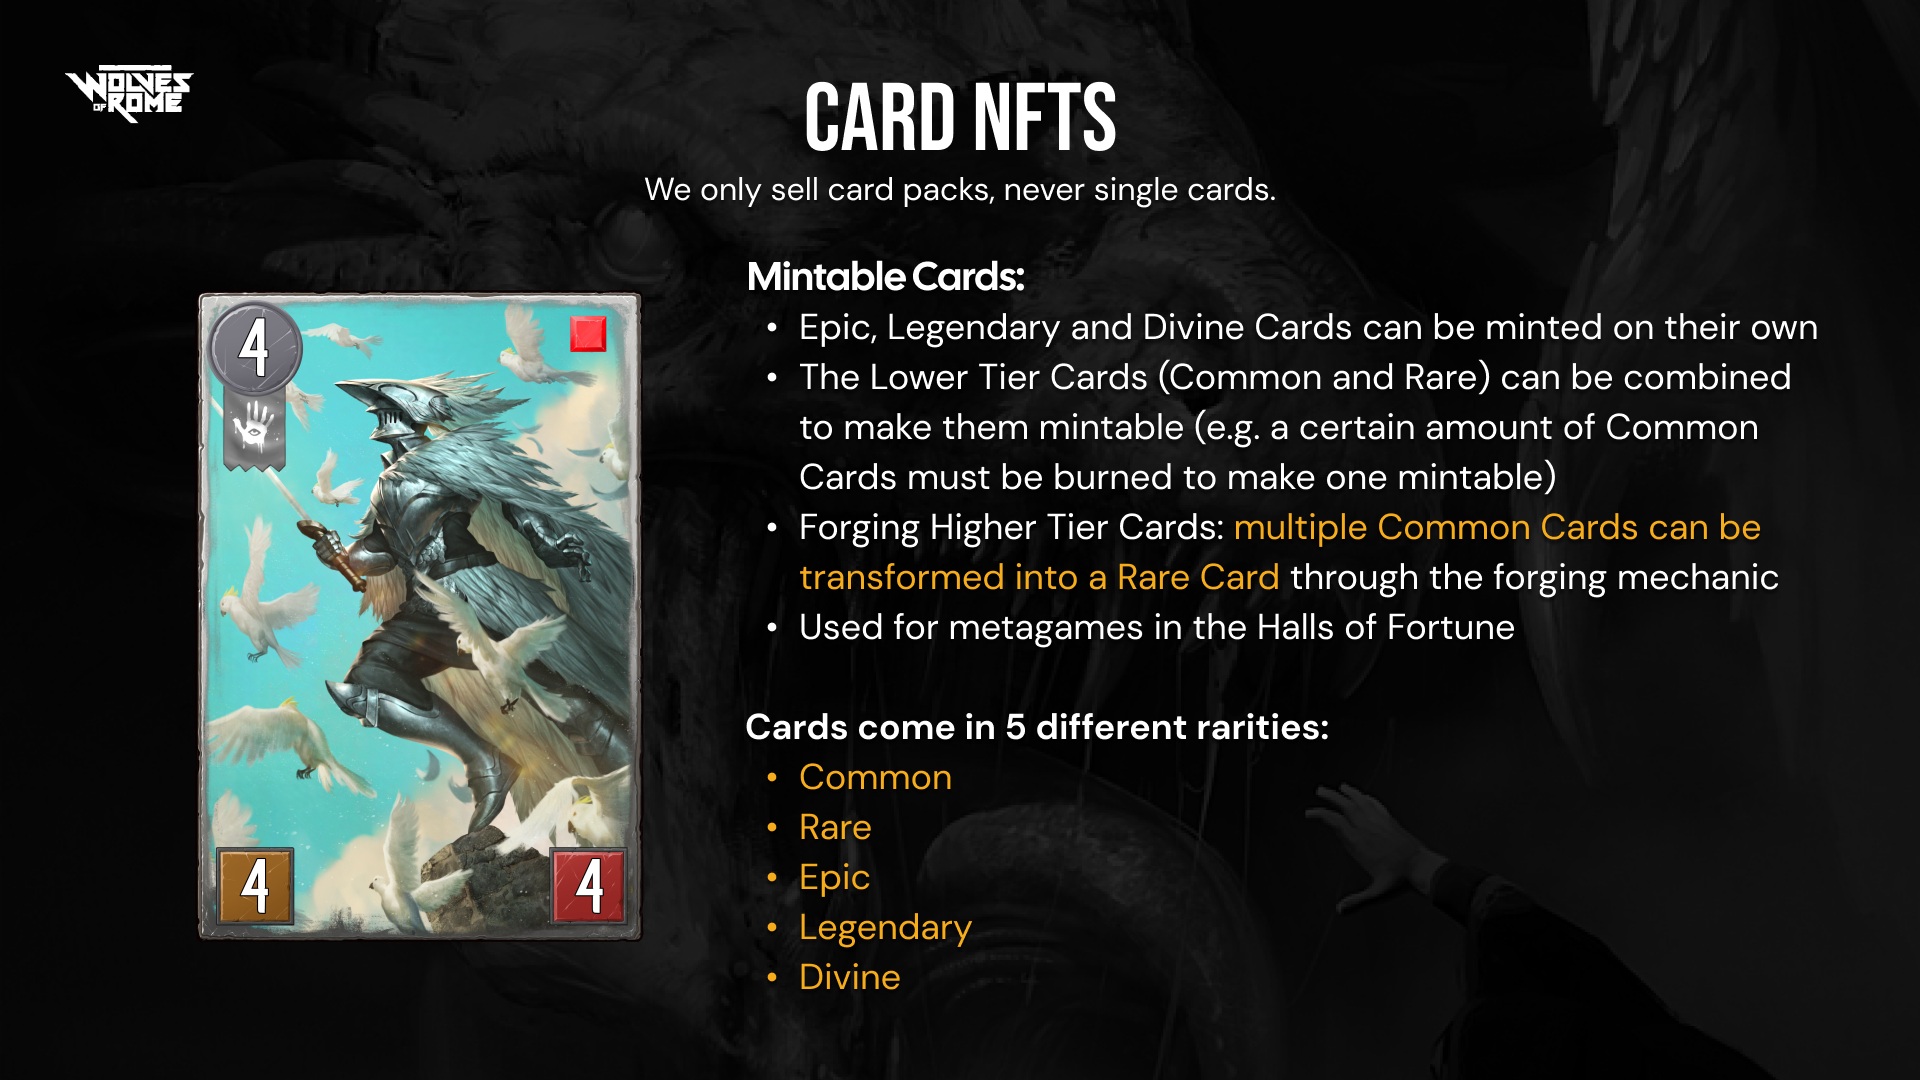 WOLVES
OF ROME
CARD NFTS
We only sell card packs, never single cards.
4
4
4
Mintable Cards:
• Epic, Legendary and Divine Cards can be minted on their own
• The Lower Tier Cards (Common and Rare) can be combined
to make them mintable (e.g. a certain amount of Common
Cards must be burned to make one mintable)
• Forging Higher Tier Cards: multiple Common Cards can be
transformed into a Rare Card through the forging mechanic
• Used for metagames in the Halls of Fortune
Cards come in 5 different rarities:
• Common
• Rare
• Epic
• Legendary
• Divine